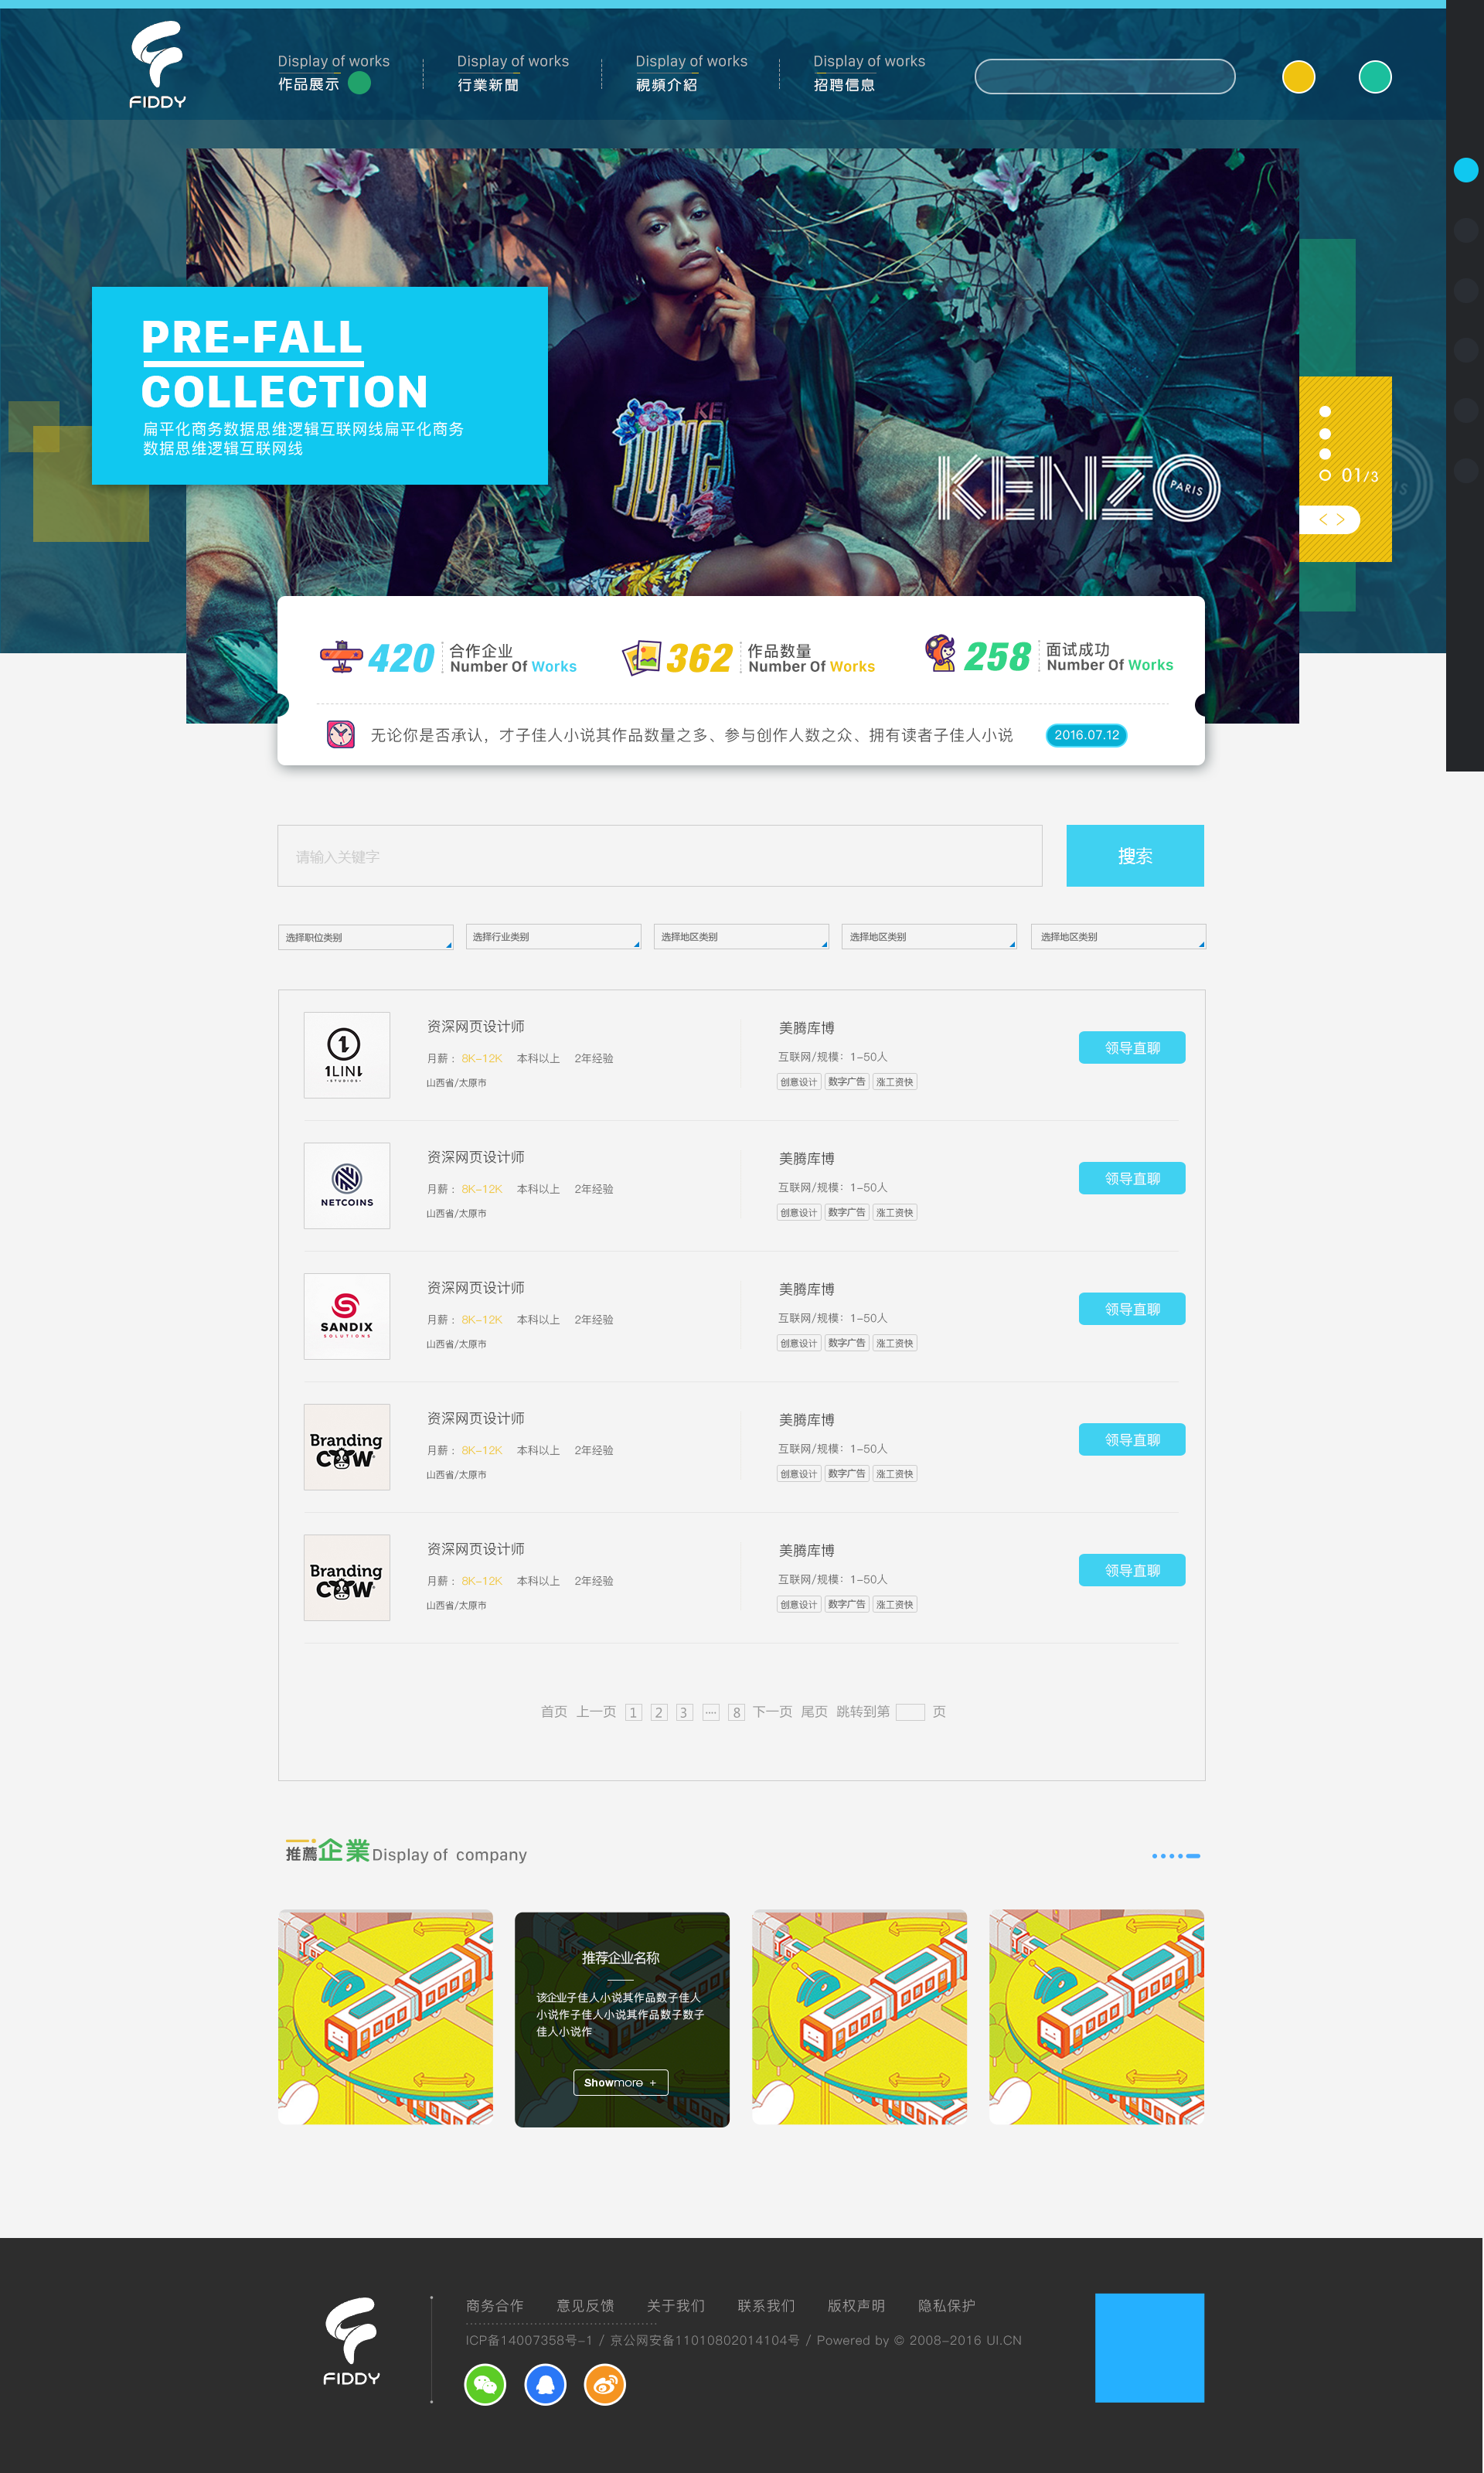 Display of works
作品展示
Display of works
行業新聞
Display of works
視頻介紹
Display of works
招聘信息
FIDDY
PRE-FALL
COLLECTION
扁平化商务数据思维逻辑互联网线扁平化商务
数据思维逻辑互联网线
KE
JUNG
KENZO
PARIS
01/3
420
合作企业
Number Of Works
362
作品数量
Number Of Works
258
面试成功
Number Of Works
无论你是否承认，才子佳人小说其作品数量之多、参与创作人数之众、拥有读者子佳人小说
2016.07.12
请输入关键字
搜索
选择职位类别
选择行业类别
选择地区类别
选择地区类别
选择地区类别
1LIN1
STUDIOS
资深网页设计师
月薪： 8K-12K 本科以上 2年经验
山西省/太原市
美腾库博
互联网/规模：1-50人
创意设计 数字广告 涨工资快
领导直聊
NETCOINS
资深网页设计师
月薪： 8K-12K 本科以上 2年经验
山西省/太原市
美腾库博
互联网/规模：1-50人
创意设计 数字广告 涨工资快
领导直聊
SANDIX
SOLUTIONS
资深网页设计师
月薪： 8K-12K 本科以上 2年经验
山西省/太原市
美腾库博
互联网/规模：1-50人
创意设计 数字广告 涨工资快
领导直聊
Branding
COW
资深网页设计师
月薪： 8K-12K 本科以上 2年经验
山西省/太原市
美腾库博
互联网/规模：1-50人
创意设计 数字广告 涨工资快
领导直聊
Branding
COW
资深网页设计师
月薪： 8K-12K 本科以上 2年经验
山西省/太原市
美腾库博
互联网/规模：1-50人
创意设计 数字广告 涨工资快
领导直聊
首页 上一页 1 2 3 ···· 8 下一页 尾页 跳转到第 页
推薦企業Display of company
推荐企业名称
该企业子佳人小说其作品数子佳人
小说作子佳人小说其作品数子数子
佳人小说作
Showmore +
FIDDY
商务合作 意见反馈 关于我们 联系我们 版权声明 隐私保护
ICP备14007358号-1 / 京公网安备11010802014104号 / Powered by © 2008-2016 UI.CN